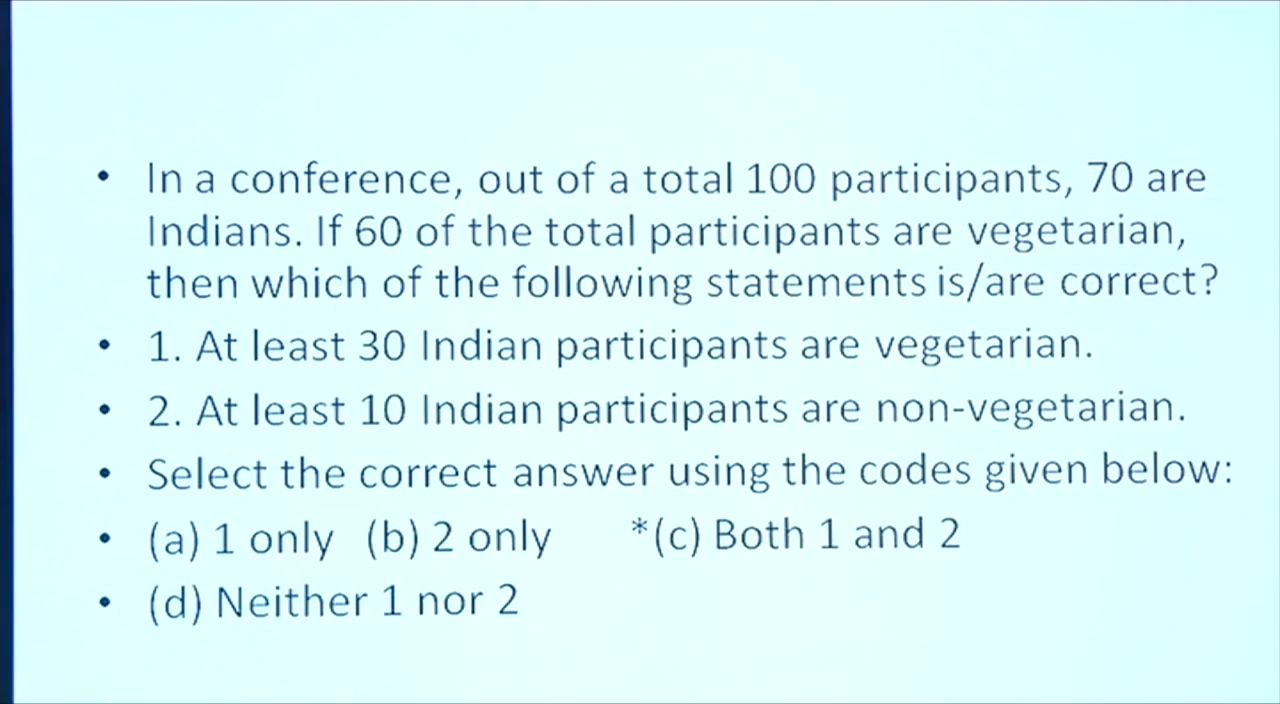 • In a conference, out of a total 100 participants, 70 are
Indians. If 60 of the total participants are vegetarian,
then which of the following statements is/are correct?
• 1. At least 30 Indian participants are vegetarian.
• 2. At least 10 Indian participants are non-vegetarian.
• Select the correct answer using the codes given below:
• (a) 1 only (b) 2 only *(c) Both 1 and 2
• (d) Neither 1 nor 2